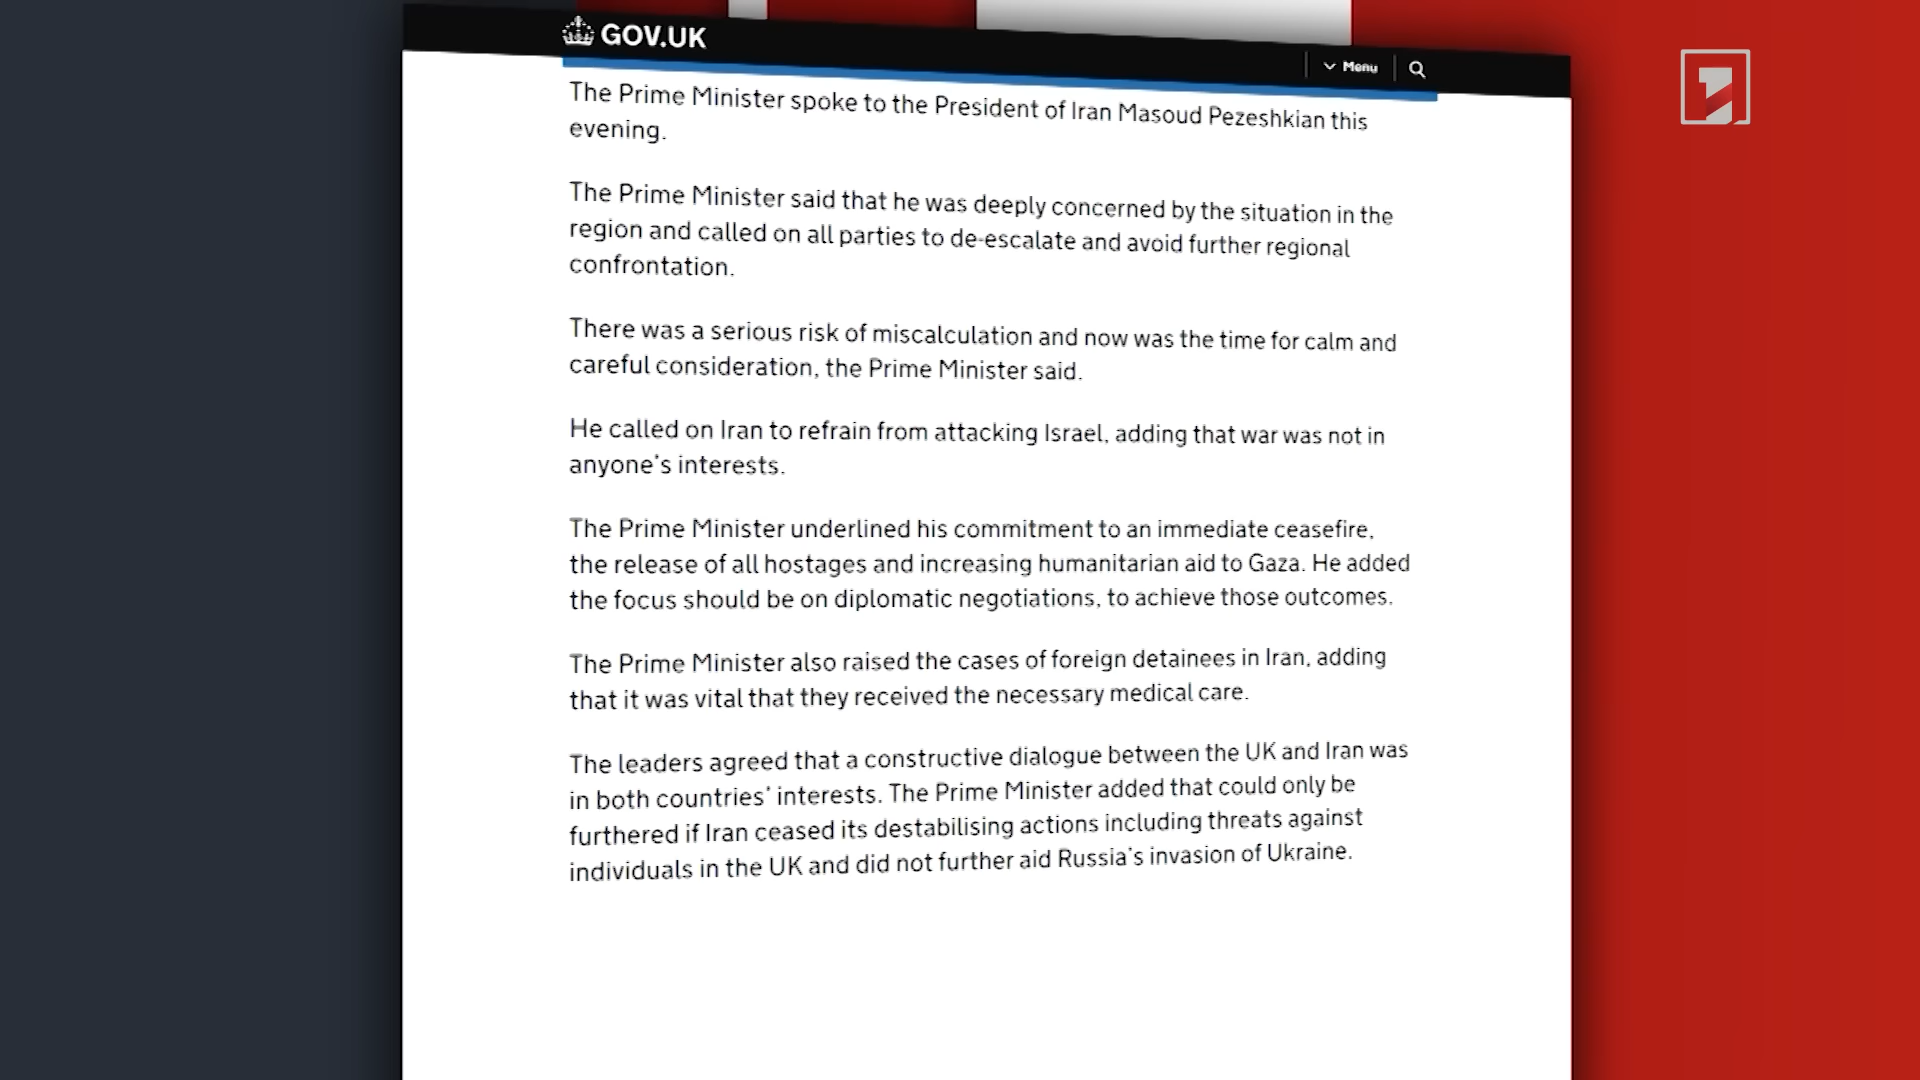 GOV.UK
Menu
1
The Prime Minister spoke to the President of Iran Masoud Pezeshkian this
evening.
The Prime Minister said that he was deeply concerned by the situation in the
region and called on all parties to de-escalate and avoid further regional
confrontation.
There was a serious risk of miscalculation and now was the time for calm and
careful consideration, the Prime Minister said.
He called on Iran to refrain from attacking Israel, adding that war was not in
anyone's interests.
The Prime Minister underlined his commitment to an immediate ceasefire,
the release of all hostages and increasing humanitarian aid to Gaza. He added
the focus should be on diplomatic negotiations, to achieve those outcomes.
The Prime Minister also raised the cases of foreign detainees in Iran, adding
that it was vital that they received the necessary medical care.
The leaders agreed that a constructive dialogue between the UK and Iran was
in both countries' interests. The Prime Minister added that could only be
furthered if Iran ceased its destabilising actions including threats against
individuals in the UK and did not further aid Russia's invasion of Ukraine.